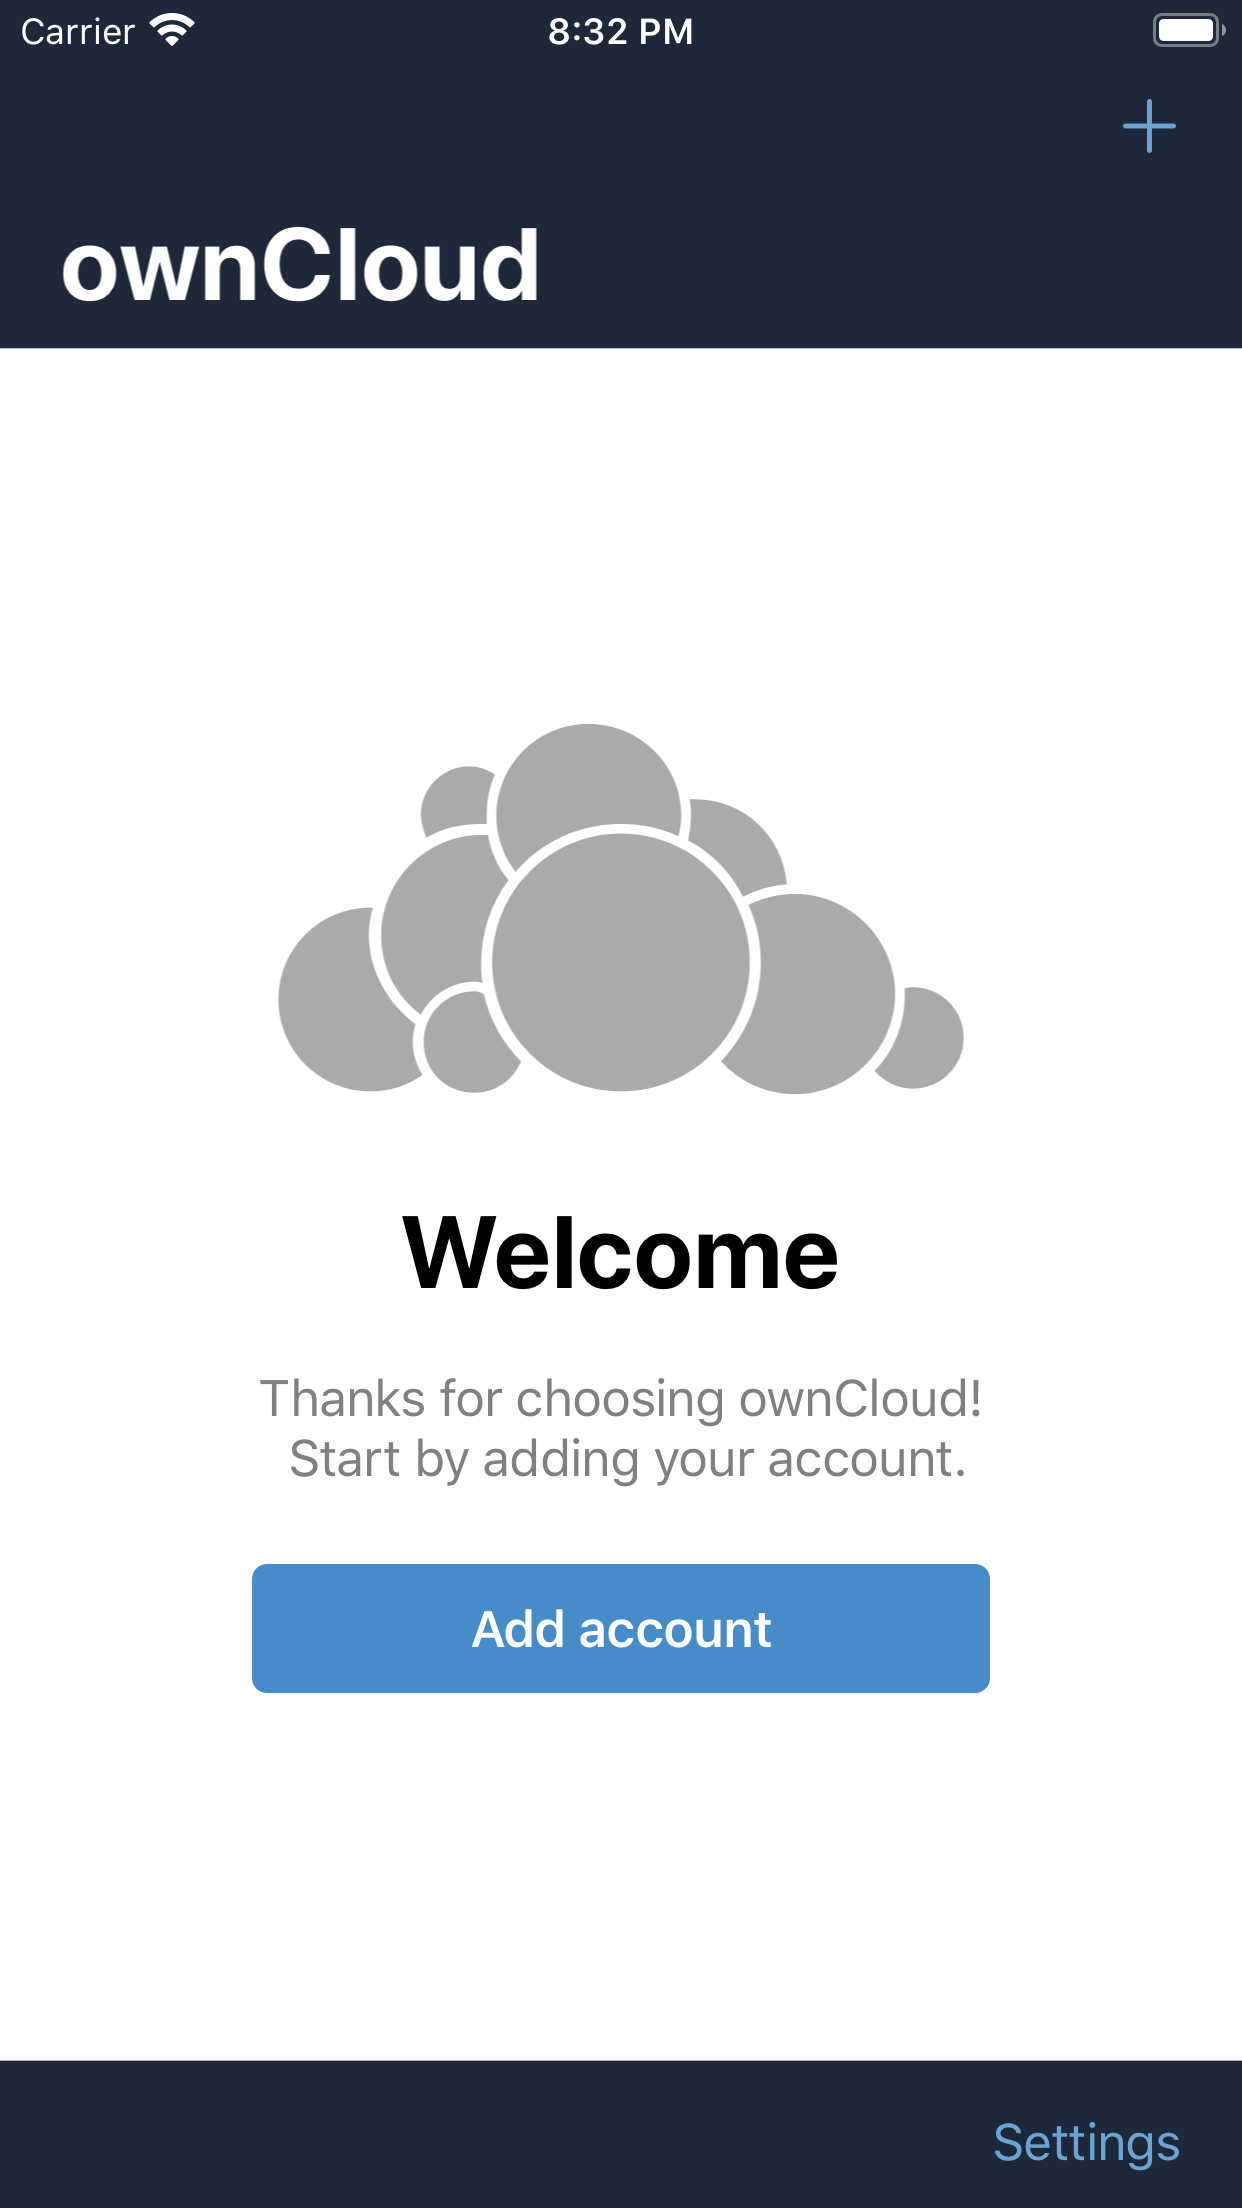 Carrier
8:32 PM
ownCloud
Welcome
Thanks for choosing ownCloud!
Start by adding your account.
Add account
Settings